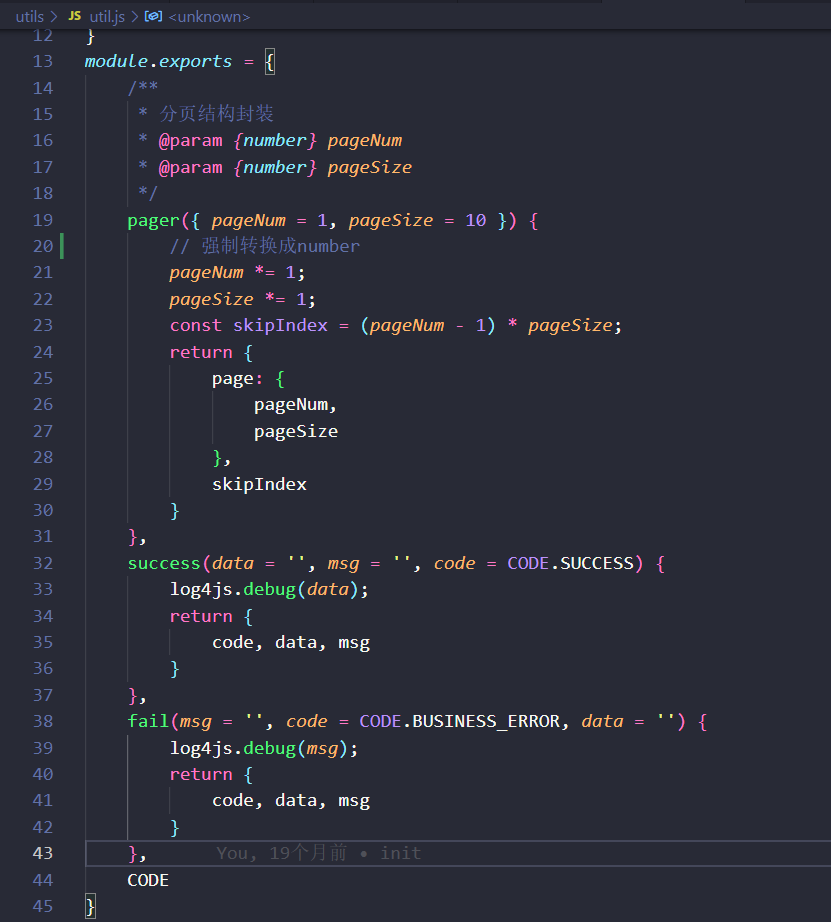 utils > JS util.js > <unknown>
12 }
13 module.exports = {
14     /**
15      * 分页结构封装
16      * @param {number} pageNum
17      * @param {number} pageSize
18      */
19     pager({ pageNum = 1, pageSize = 10 }) {
20         // 强制转换成number
21         pageNum *= 1;
22         pageSize *= 1;
23         const skipIndex = (pageNum - 1) * pageSize;
24         return {
25             page: {
26                 pageNum,
27                 pageSize
28             },
29             skipIndex
30         }
31     },
32     success(data = '', msg = '', code = CODE.SUCCESS) {
33         log4js.debug(data);
34         return {
35             code, data, msg
36         }
37     },
38     fail(msg = '', code = CODE.BUSINESS_ERROR, data = '') {
39         log4js.debug(msg);
40         return {
41             code, data, msg
42         }
43     },      You, 19个月前 • init
44     CODE
45 }